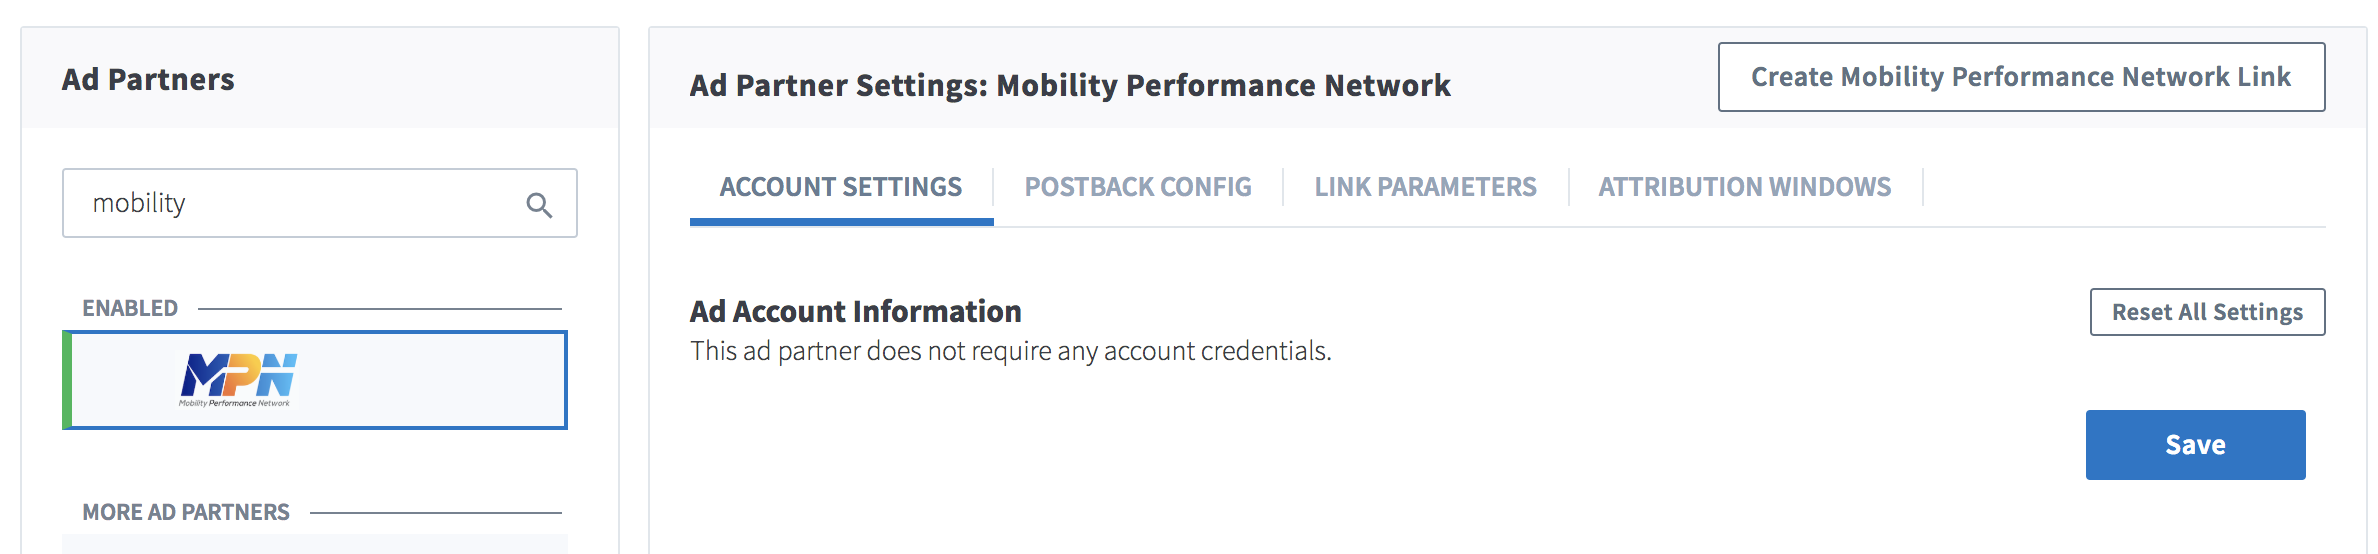 Ad Partners
mobility
ENABLED
MPN
Mobility Performance Network
MORE AD PARTNERS
Ad Partner Settings: Mobility Performance Network
Create Mobility Performance Network Link
ACCOUNT SETTINGS
POSTBACK CONFIG
LINK PARAMETERS
ATTRIBUTION WINDOWS
Ad Account Information
Reset All Settings
This ad partner does not require any account credentials.
Save